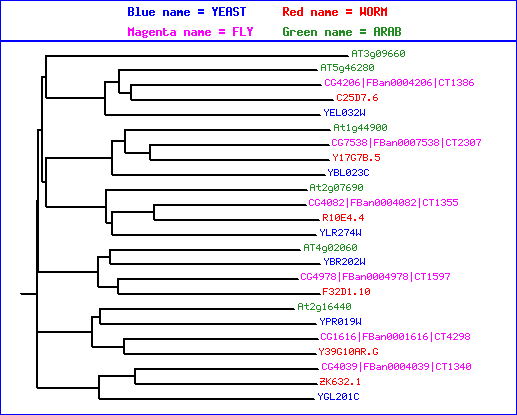 Blue name = YEAST Red name = WORM
Magenta name = FLY Green name = ARAB
AT3g09660
AT5g46280
CG4206|FBan0004206|CT1386
C25D7.6
YEL032W
At1g44900
CG7538|FBan0007538|CT2307
Y17G7B.5
YBL023C
At2g07690
CG4082|FBan0004082|CT1355
R10E4.4
YLR274W
AT4g02060
YBR202W
CG4978|FBan0004978|CT1597
F32D1.10
At2g16440
YPR019W
CG1616|FBan0001616|CT4298
Y39G10AR.G
CG4039|FBan0004039|CT1340
ZK632.1
YGL201C